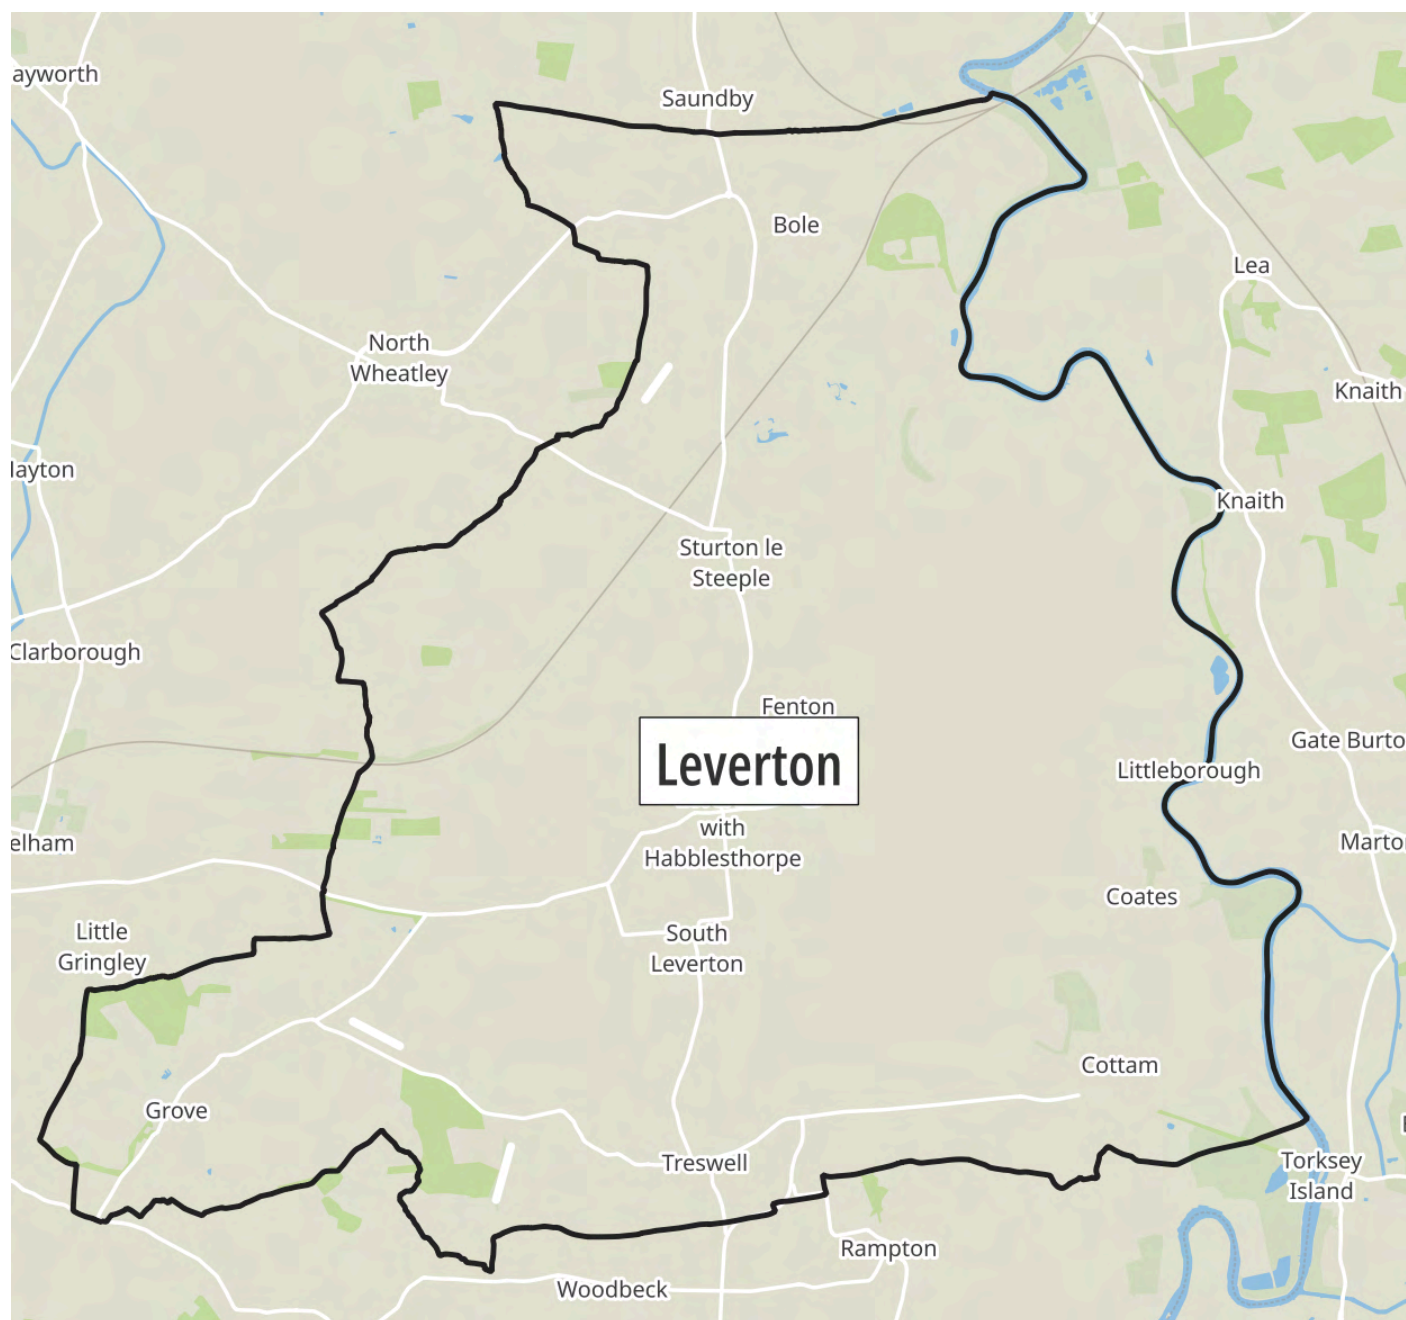 ayworth
Saundby
Bole
Lea
North
Wheatley
Knaith
layton
Knaith
Sturton le
Steeple
Clarborough
Fenton
Gate Burto
Leverton
Littleborough
with
Habblesthorpe
elham
Marto
Coates
Little
Gringley
South
Leverton
Cottam
Grove
Treswell
Torksey
Island
Rampton
Woodbeck